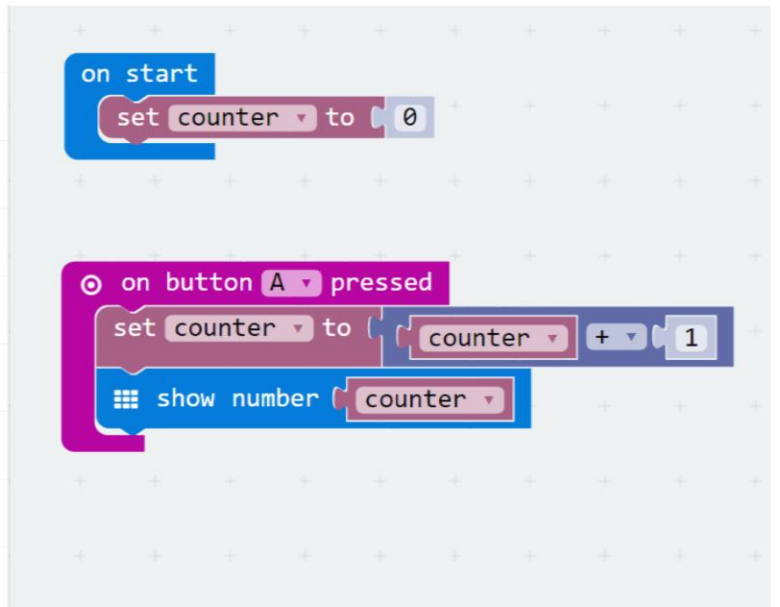 on start
set counter to 0
on button A pressed
set counter to counter + 1
show number counter